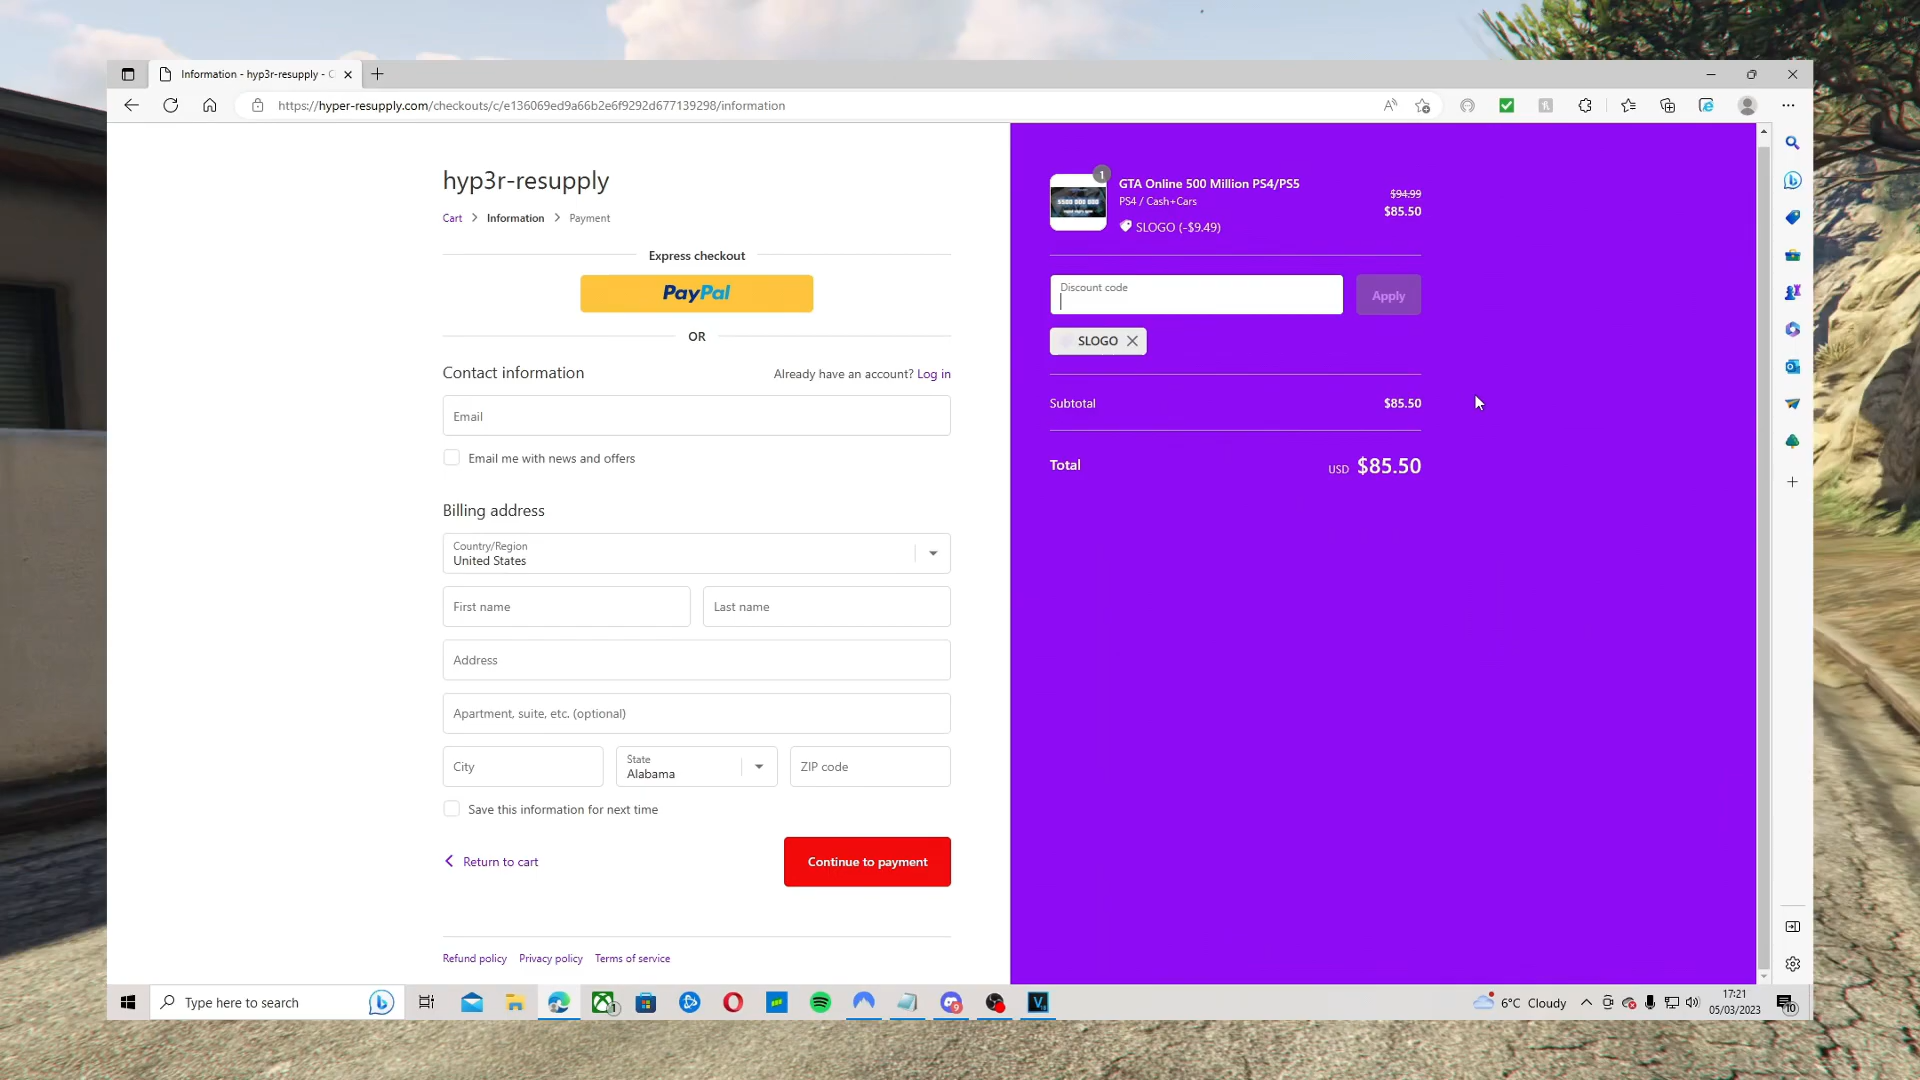 Information - hyp3r-resupply - C
https://hyper-resupply.com/checkouts/c/e136069ed9a66b2e6f9292d677139298/information
hyp3r-resupply
Cart > Information > Payment
Express checkout
PayPal
OR
Contact information
Already have an account? Log in
Email
Email me with news and offers
Billing address
Country/Region
United States
First name
Last name
Address
Apartment, suite, etc. (optional)
City
State
Alabama
ZIP code
Save this information for next time
Return to cart
Continue to payment
Refund policy
Privacy policy
Terms of service
1
GTA Online 500 Million PS4/PS5
PS4 / Cash+Cars
SLOGO (-$9.49)
$94.99
$85.50
Discount code
Apply
SLOGO
Subtotal
$85.50
Total
USD $85.50
Type here to search
6°C Cloudy
17:21
05/03/2023
10